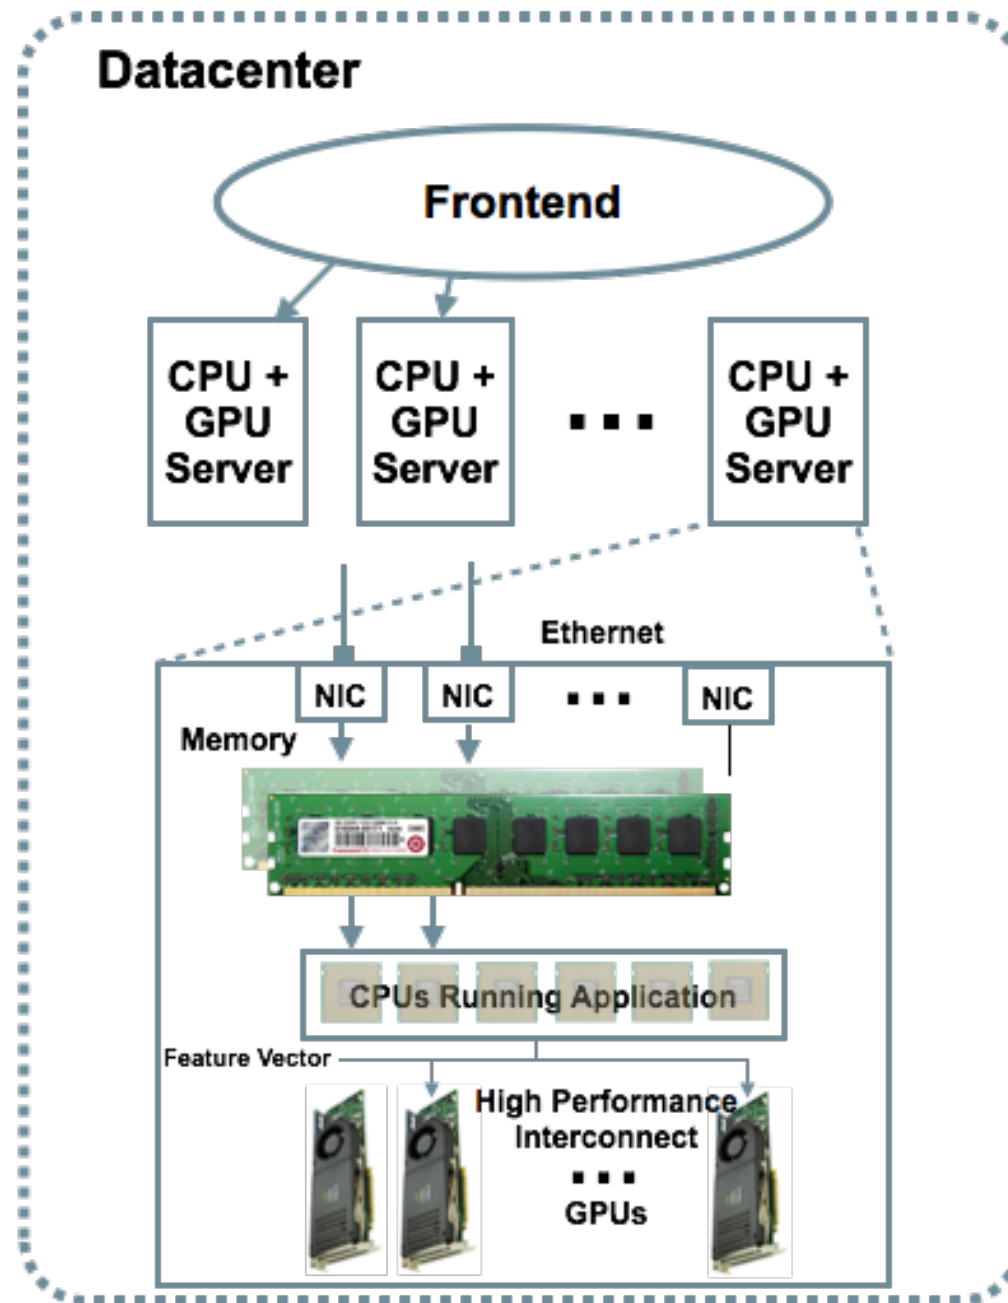 Datacenter
Frontend
CPU +
GPU
Server
CPU +
GPU
Server
CPU +
GPU
Server
Ethernet
NIC
NIC
NIC
Memory
CPUs Running Application
Feature Vector
High Performance
Interconnect
GPUs